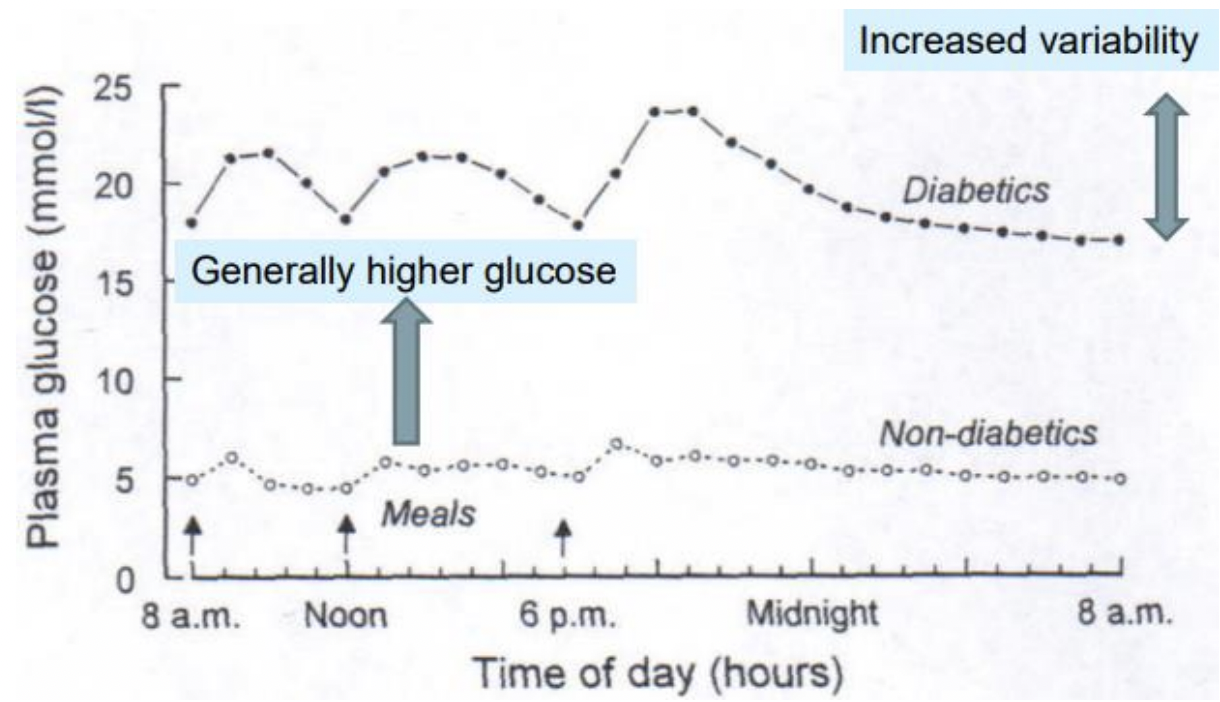 Increased variability
Plasma glucose (mmol/l)
25
20
15
10
5
0
Diabetics
Generally higher glucose
Non-diabetics
Meals
8 a.m.
Noon
6 p.m.
Midnight
8 a.m.
Time of day (hours)